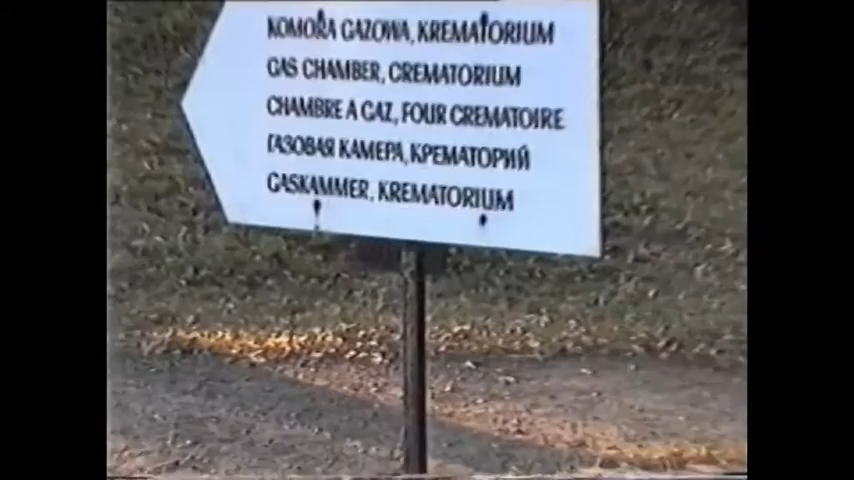 KOMORA GAZOWA, KREMATORIUM
GAS CHAMBER, CREMATORIUM
CHAMBRE A GAZ, FOUR CREMATOIRE
ГАЗОВАЯ КАМЕРА, КРЕМАТОРИЙ
GASKAMMER, KREMATORIUM